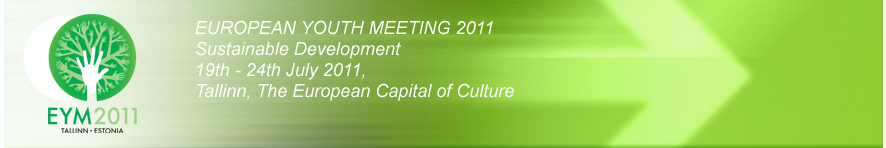 EUROPEAN YOUTH MEETING 2011
Sustainable Development
19th - 24th July 2011,
Tallinn, The European Capital of Culture
EYM2011
TALLINN • ESTONIA